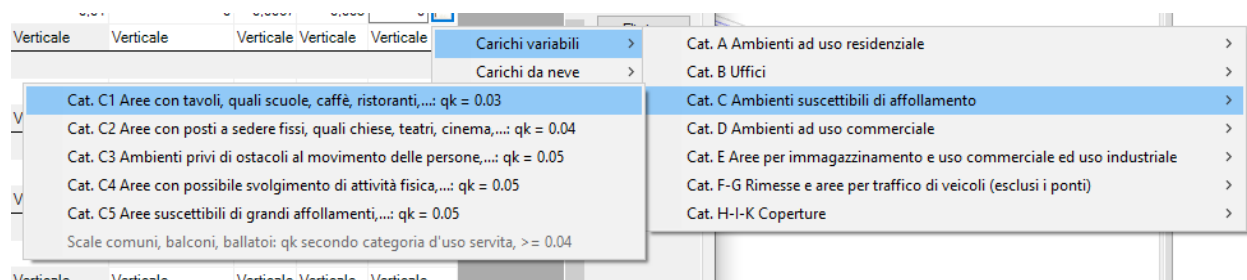 Verticale Verticale Verticale Verticale Verticale
Carichi variabili >
Carichi da neve >
Cat. A Ambienti ad uso residenziale >
Cat. B Uffici >
Cat. C Ambienti suscettibili di affollamento >
Cat. D Ambienti ad uso commerciale >
Cat. E Aree per immagazzinamento e uso commerciale ed uso industriale >
Cat. F-G Rimesse e aree per traffico di veicoli (esclusi i ponti) >
Cat. H-I-K Coperture >
Cat. C1 Aree con tavoli, quali scuole, caffè, ristoranti,...: qk = 0.03
Cat. C2 Aree con posti a sedere fissi, quali chiese, teatri, cinema,...: qk = 0.04
Cat. C3 Ambienti privi di ostacoli al movimento delle persone,...: qk = 0.05
Cat. C4 Aree con possibile svolgimento di attività fisica,...: qk = 0.05
Cat. C5 Aree suscettibili di grandi affollamenti,...: qk = 0.05
Scale comuni, balconi, ballatoi: qk secondo categoria d'uso servita, >= 0.04
Verticale Verticale Verticale Verticale Verticale